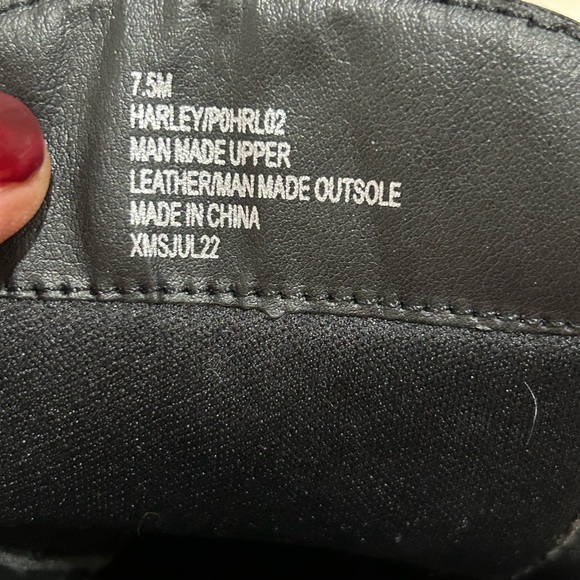 7.5M
HARLEY/P0HRL02
MAN MADE UPPER
LEATHER/MAN MADE OUTSOLE
MADE IN CHINA
XMSJUL22